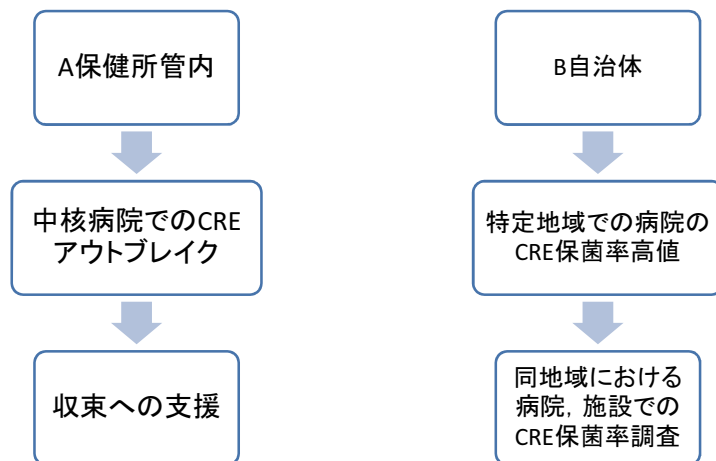 A保健所管内
中核病院でのCRE
アウトブレイク
収束への支援
B自治体
特定地域での病院の
CRE保菌率高値
同地域における
病院，施設での
CRE保菌率調査